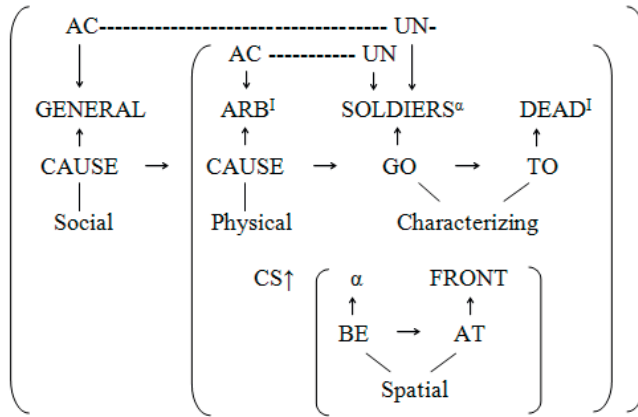 AC------------------------------------ UN-
AC ----------- UN
GENERAL ARBᴵ SOLDIERSᵅ DEADᴵ
CAUSE → CAUSE → GO → TO
Social Physical Characterizing
CS↑ α FRONT
BE → AT
Spatial